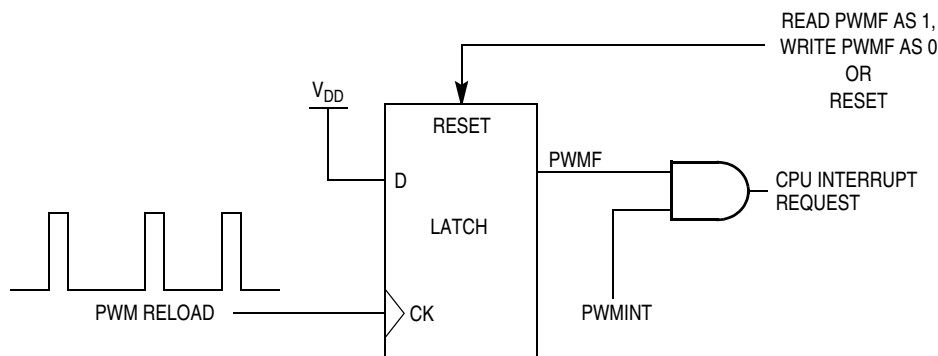 READ PWMF AS 1,
WRITE PWMF AS 0
OR
RESET
VDD
RESET
PWMF
D
CPU INTERRUPT
REQUEST
LATCH
PWM RELOAD
CK
PWMINT